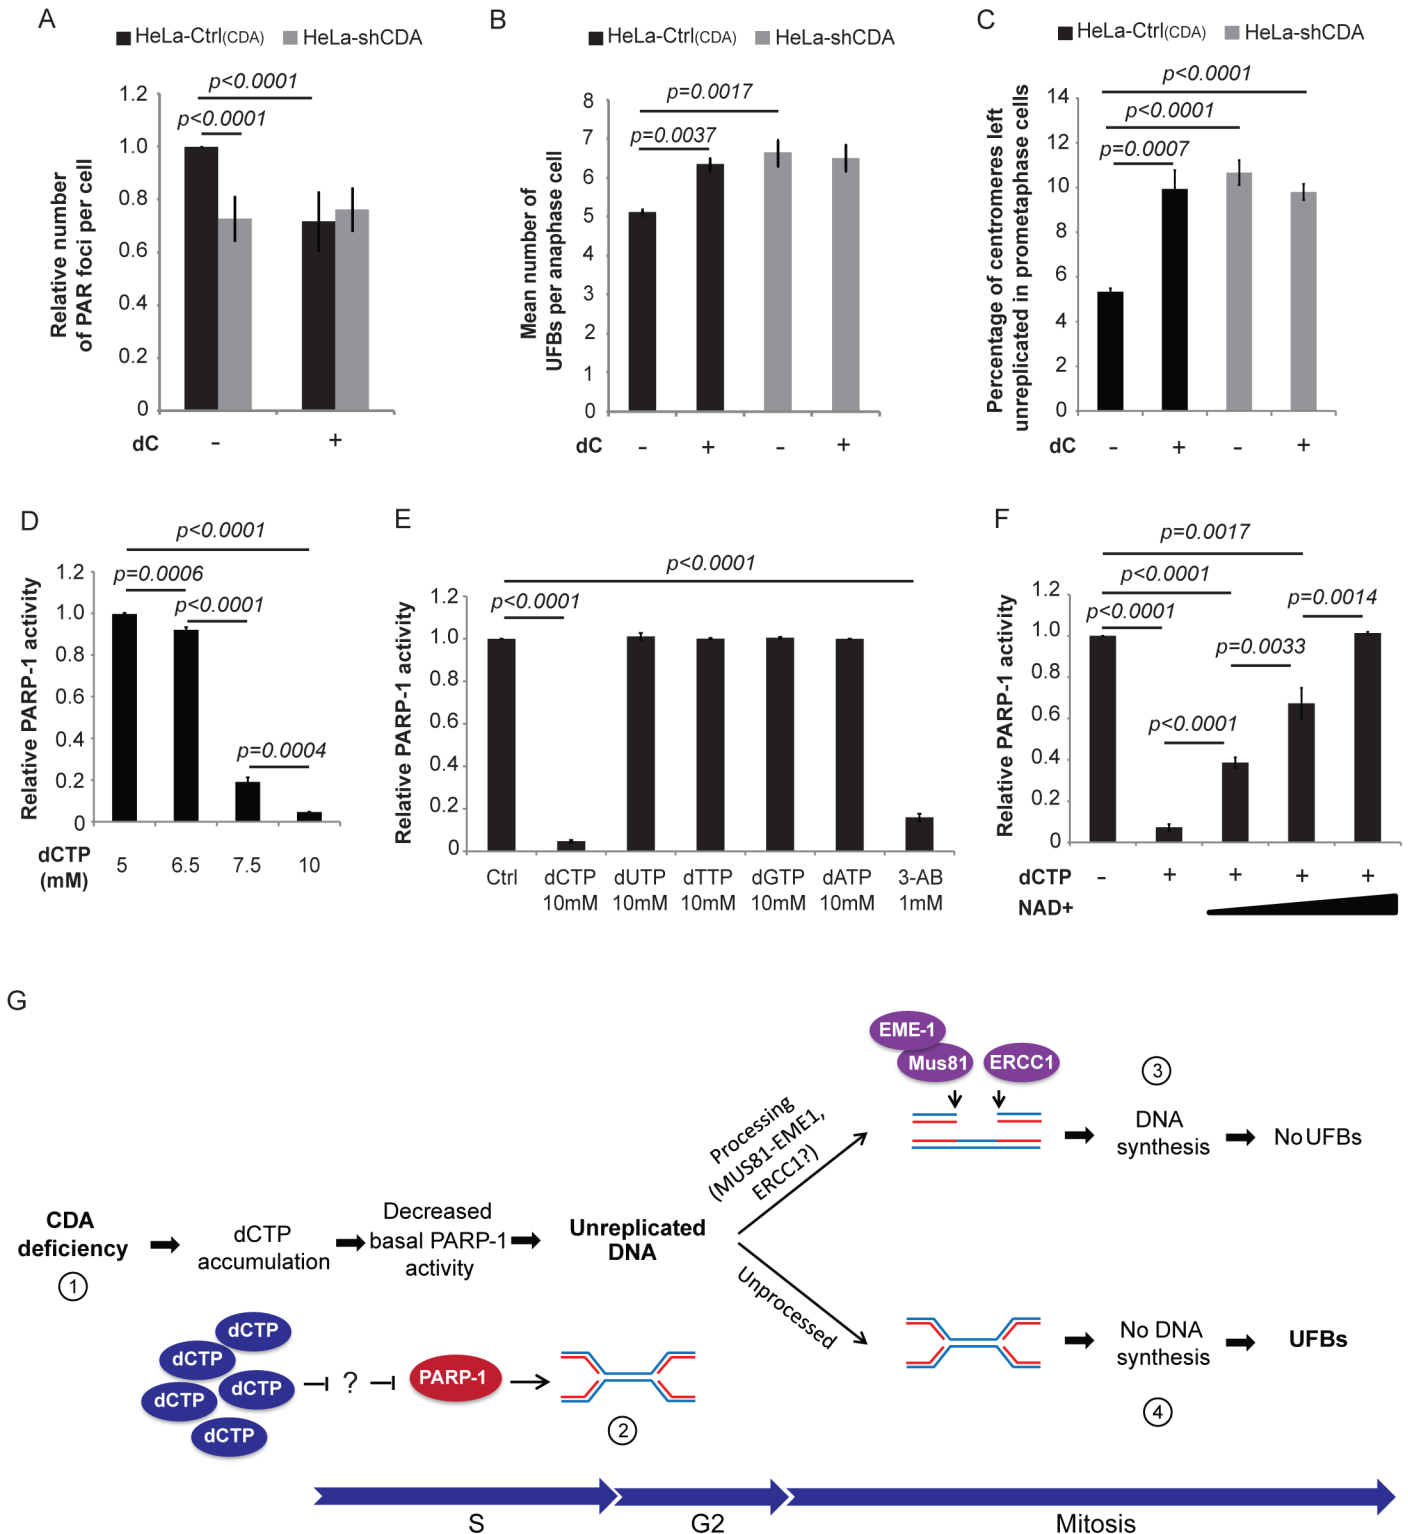 A
HeLa-Ctrl(CDA) HeLa-shCDA
p<0.0001
p<0.0001
1.2
1.0
0.8
0.6
0.4
0.2
0
Relative number
of PAR foci per cell
dC - +
B
HeLa-Ctrl(CDA) HeLa-shCDA
p=0.0017
p=0.0037
8
7
6
5
4
3
2
1
0
Mean number of
UFBs per anaphase cell
dC - + - +
C
HeLa-Ctrl(CDA) HeLa-shCDA
p<0.0001
p<0.0001
p=0.0007
14
12
10
8
6
4
2
0
Percentage of centromeres left
unreplicated in prometaphase cells
dC - + - +
D
p<0.0001
p=0.0006
p<0.0001
p=0.0004
1.2
1.0
0.8
0.6
0.4
0.2
0
Relative PARP-1 activity
dCTP
(mM)
5 6.5 7.5 10
E
p<0.0001
p<0.0001
1.2
1.0
0.8
0.6
0.4
0.2
0
Relative PARP-1 activity
Ctrl dCTP dUTP dTTP dGTP dATP 3-AB
10mM 10mM 10mM 10mM 10mM 1mM
F
p=0.0017
p<0.0001
p<0.0001
p=0.0014
p=0.0033
p<0.0001
1.2
1.0
0.8
0.6
0.4
0.2
0
Relative PARP-1 activity
dCTP - + + + +
NAD+
G
CDA
deficiency
1
dCTP
accumulation
Decreased
basal PARP-1
activity
Unreplicated
DNA
Processing
(MUS81-EME1,
ERCC1?)
EME-1
Mus81
ERCC1
3
DNA
synthesis
No UFBs
Unprocessed
No DNA
synthesis
UFBs
4
dCTP
dCTP
dCTP
dCTP
dCTP
?
PARP-1
2
S
G2
Mitosis